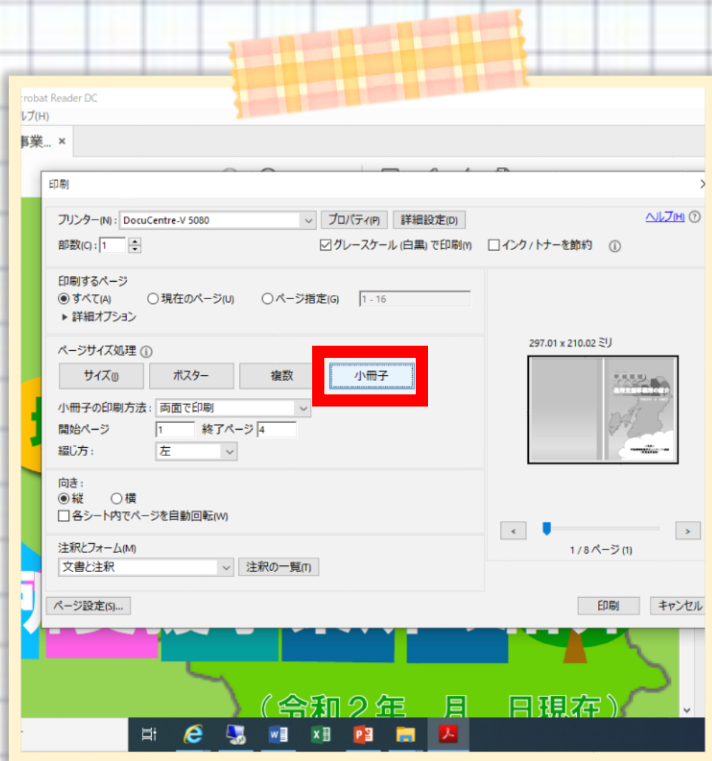 crobat Reader DC
ルプ(H)
事業... ×
印刷
プリンター(N): DocuCentre-V 5080 プロパティ(P) 詳細設定(D) ヘルプ(H)
部数(C): 1 グレースケール (白黒) で印刷(Y) インク / トナーを節約
印刷するページ
すべて(A) 現在のページ(U) ページ指定(G) 1 - 16
詳細オプション
ページサイズ処理
サイズ(I) ポスター 複数 小冊子
297.01 x 210.02 ミリ
小冊子の印刷方法: 両面で印刷
開始ページ 1 終了ページ 4
綴じ方: 左
向き:
縦 横
各シート内でページを自動回転(W)
< >
1 / 8 ページ (1)
注釈とフォーム(M)
文書と注釈 注釈の一覧(T)
ページ設定(S)... 印刷 キャンセル
(令和2年 月 日現在)